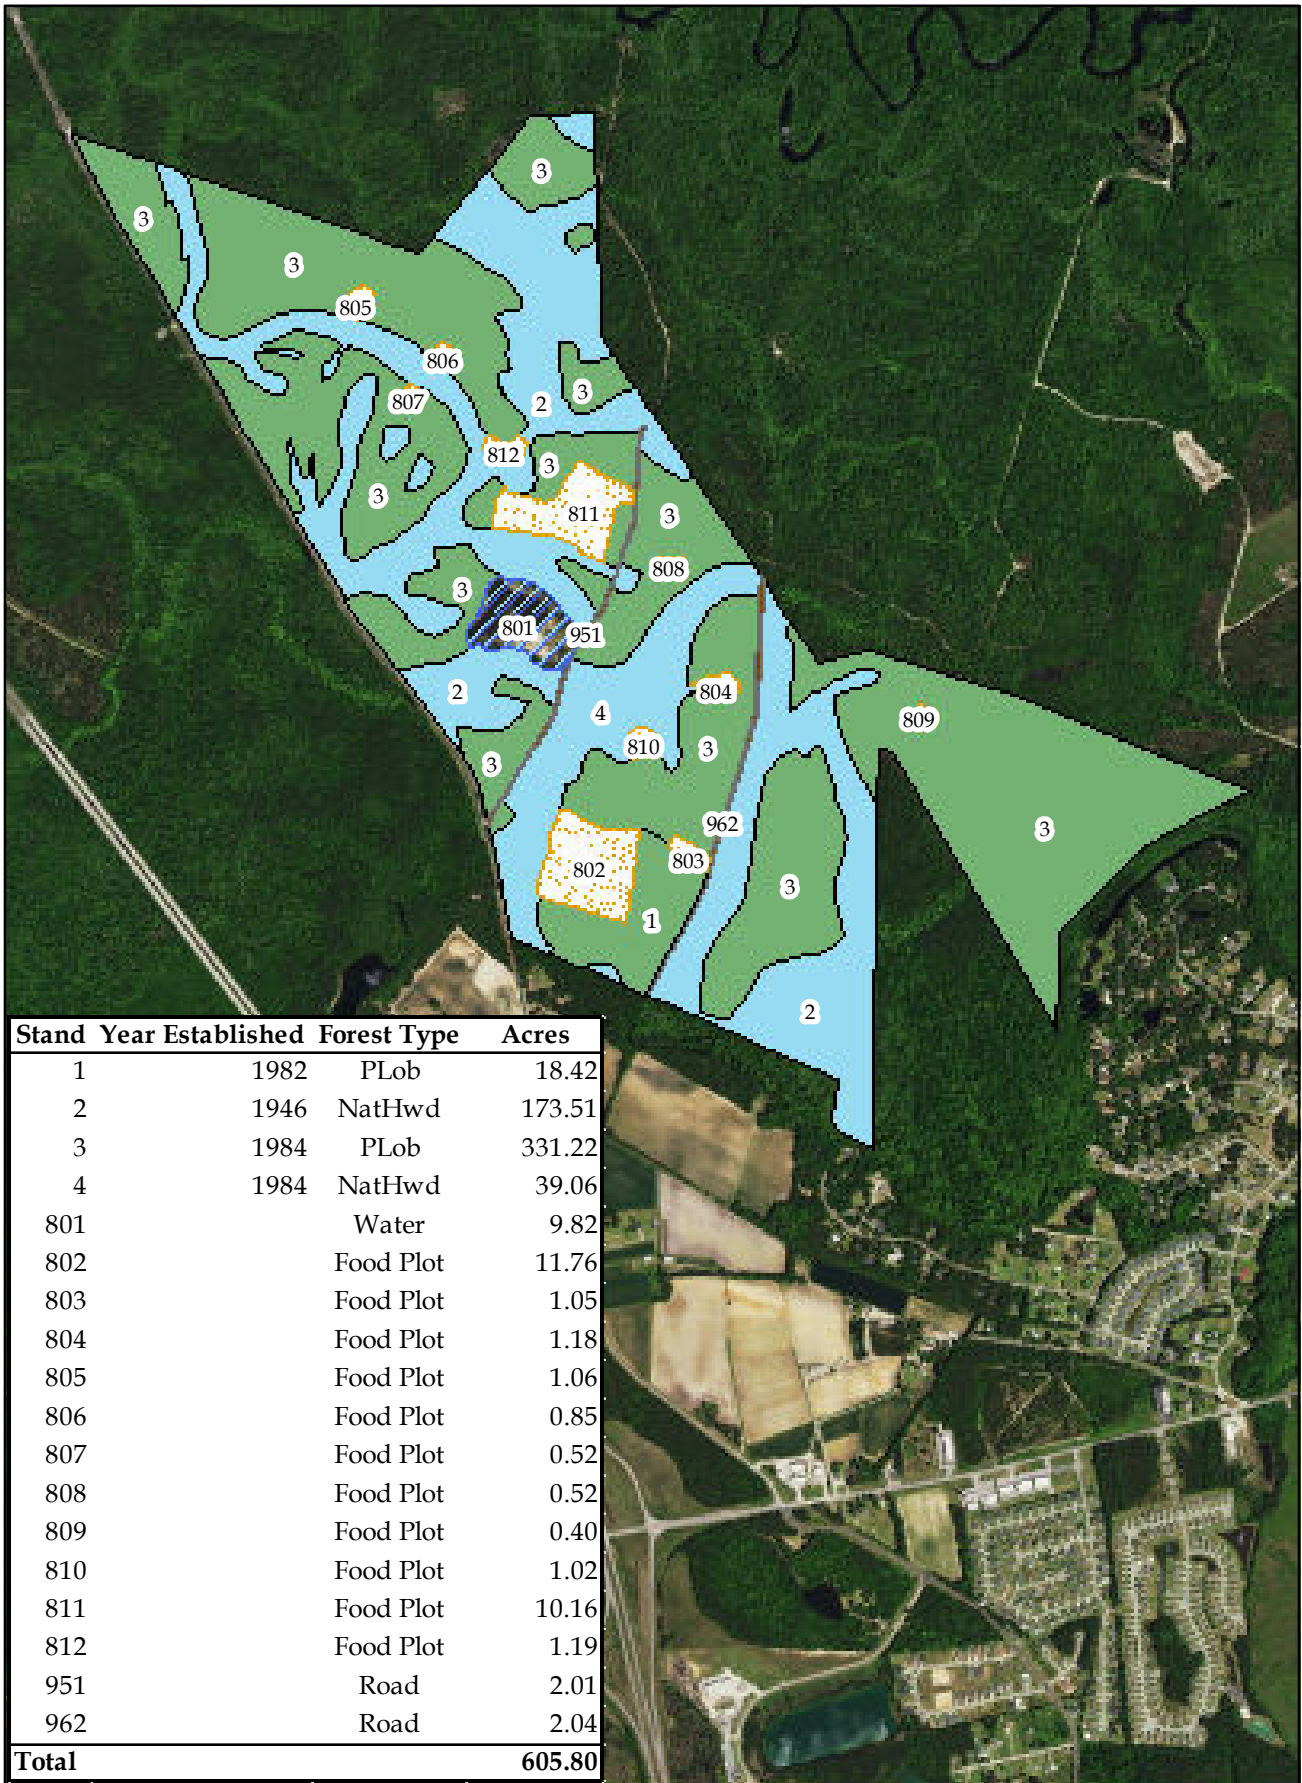 3
3
3
805
806
3
807
2
812
3
3
811
3
808
3
801
951
2
804
4
809
810
3
3
962
3
803
802
3
1
2
Stand Year Established Forest Type Acres
1 1982 PLob 18.42
2 1946 NatHwd 173.51
3 1984 PLob 331.22
4 1984 NatHwd 39.06
801 Water 9.82
802 Food Plot 11.76
803 Food Plot 1.05
804 Food Plot 1.18
805 Food Plot 1.06
806 Food Plot 0.85
807 Food Plot 0.52
808 Food Plot 0.52
809 Food Plot 0.40
810 Food Plot 1.02
811 Food Plot 10.16
812 Food Plot 1.19
951 Road 2.01
962 Road 2.04
Total 605.80